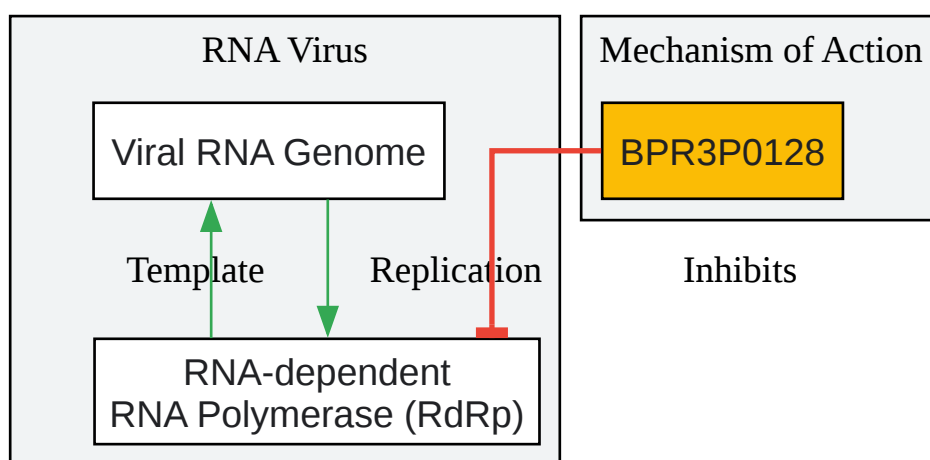 RNA Virus
Viral RNA Genome
Template
Replication
RNA-dependent
RNA Polymerase (RdRp)
Mechanism of Action
BPR3P0128
Inhibits